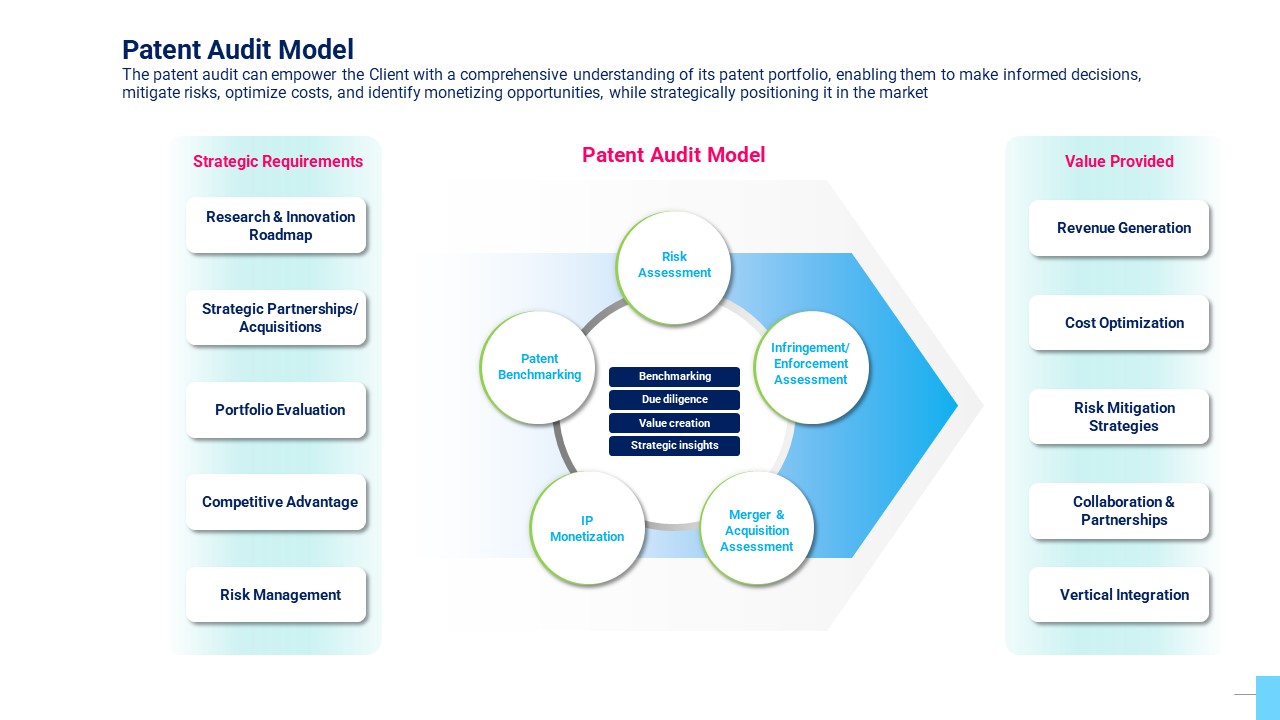 Patent Audit Model
The patent audit can empower the Client with a comprehensive understanding of its patent portfolio, enabling them to make informed decisions,
mitigate risks, optimize costs, and identify monetizing opportunities, while strategically positioning it in the market
Strategic Requirements
Research & Innovation
Roadmap
Strategic Partnerships/
Acquisitions
Portfolio Evaluation
Competitive Advantage
Risk Management
Patent Audit Model
Risk
Assessment
Patent
Benchmarking
Infringement/
Enforcement
Assessment
Benchmarking
Due diligence
Value creation
Strategic insights
IP
Monetization
Merger &
Acquisition
Assessment
Value Provided
Revenue Generation
Cost Optimization
Risk Mitigation
Strategies
Collaboration &
Partnerships
Vertical Integration